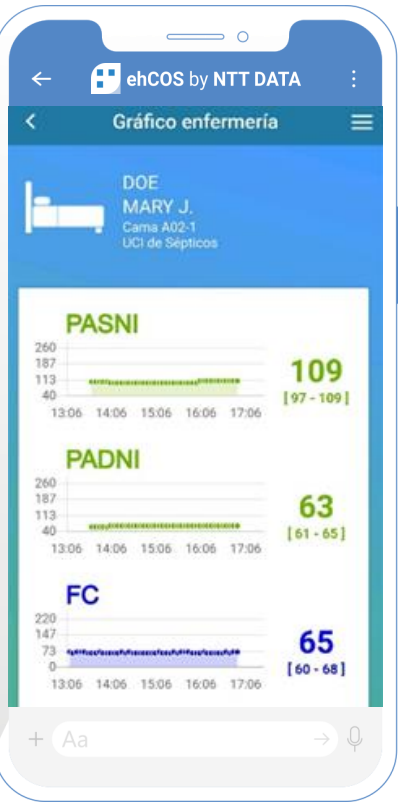 ehCOS by NTT DATA
Gráfico enfermería
DOE
MARY J.
Cama A02-1
UCI de Sépticos
PASNI
260
187
113
40
13:06 14:06 15:06 16:06 17:06
109
[ 97 - 109 ]
PADNI
260
187
113
40
13:06 14:06 15:06 16:06 17:06
63
[ 61 - 65 ]
FC
220
147
73
0
13:06 14:06 15:06 16:06 17:06
65
[ 60 - 68 ]
Aa